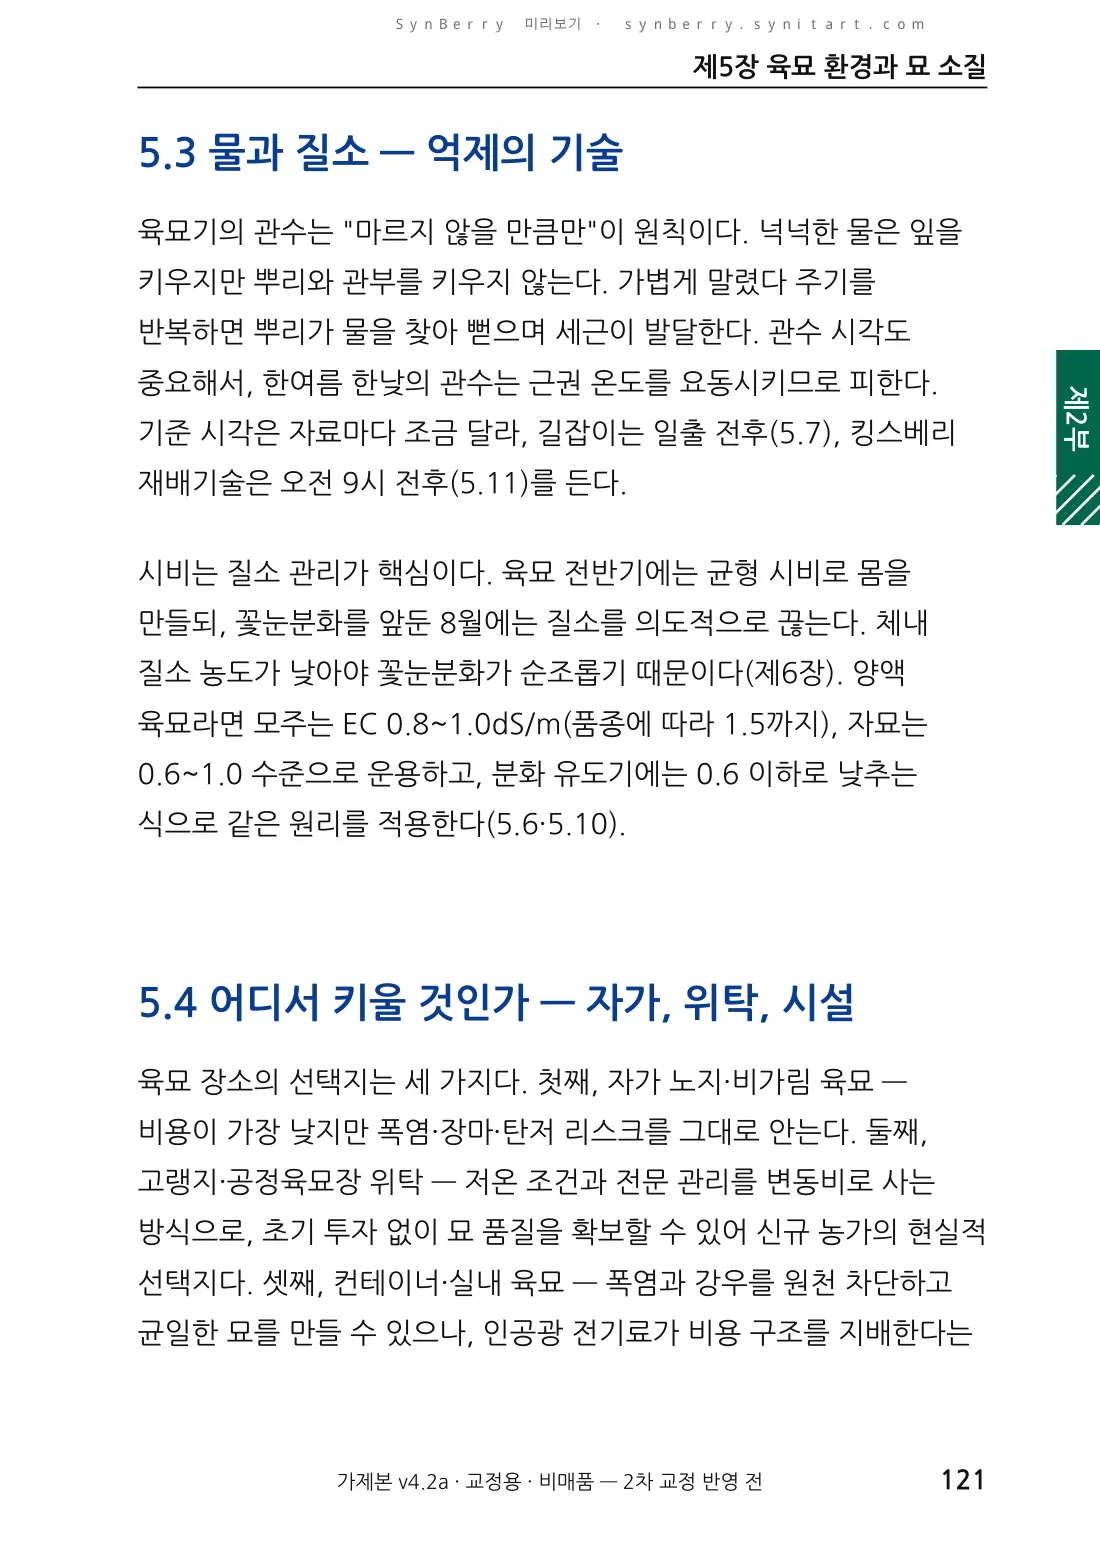 SynBerry 미리보기 · synberry.synitart.com
제5장 육묘 환경과 묘 소질
5.3 물과 질소 — 억제의 기술
육묘기의 관수는 "마르지 않을 만큼만"이 원칙이다. 넉넉한 물은 잎을
키우지만 뿌리와 관부를 키우지 않는다. 가볍게 말렸다 주기를
반복하면 뿌리가 물을 찾아 뻗으며 세근이 발달한다. 관수 시각도
중요해서, 한여름 한낮의 관수는 근권 온도를 요동시키므로 피한다.
기준 시각은 자료마다 조금 달라, 길잡이는 일출 전후(5.7), 킹스베리
재배기술은 오전 9시 전후(5.11)를 든다.
제2부
시비는 질소 관리가 핵심이다. 육묘 전반기에는 균형 시비로 몸을
만들되, 꽃눈분화를 앞둔 8월에는 질소를 의도적으로 끊는다. 체내
질소 농도가 낮아야 꽃눈분화가 순조롭기 때문이다(제6장). 양액
육묘라면 모주는 EC 0.8~1.0dS/m(품종에 따라 1.5까지), 자묘는
0.6~1.0 수준으로 운용하고, 분화 유도기에는 0.6 이하로 낮추는
식으로 같은 원리를 적용한다(5.6·5.10).
5.4 어디서 키울 것인가 — 자가, 위탁, 시설
육묘 장소의 선택지는 세 가지다. 첫째, 자가 노지·비가림 육묘 —
비용이 가장 낮지만 폭염·장마·탄저 리스크를 그대로 안는다. 둘째,
고랭지·공정육묘장 위탁 — 저온 조건과 전문 관리를 변동비로 사는
방식으로, 초기 투자 없이 묘 품질을 확보할 수 있어 신규 농가의 현실적
선택지다. 셋째, 컨테이너·실내 육묘 — 폭염과 강우를 원천 차단하고
균일한 묘를 만들 수 있으나, 인공광 전기료가 비용 구조를 지배한다는
가제본 v4.2a · 교정용 · 비매품 — 2차 교정 반영 전
121